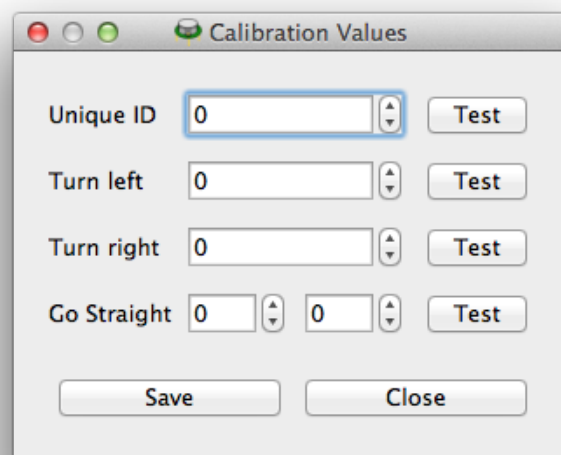 Calibration Values
Unique ID 0 Test
Turn left 0 Test
Turn right 0 Test
Go Straight 0 0 Test
Save Close